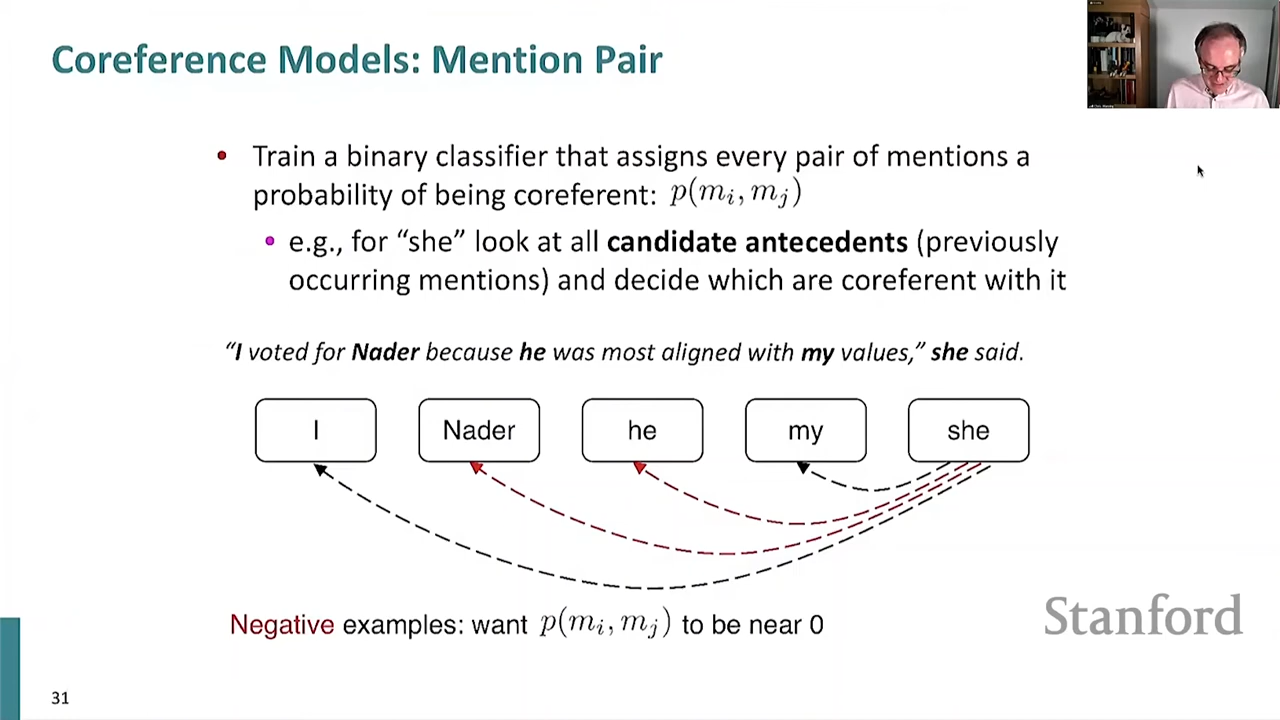 Coreference Models: Mention Pair
• Train a binary classifier that assigns every pair of mentions a
probability of being coreferent: p(m_i, m_j)
• e.g., for “she” look at all candidate antecedents (previously
occurring mentions) and decide which are coreferent with it
“I voted for Nader because he was most aligned with my values,” she said.
I Nader he my she
Negative examples: want p(m_i, m_j) to be near 0
Stanford
31